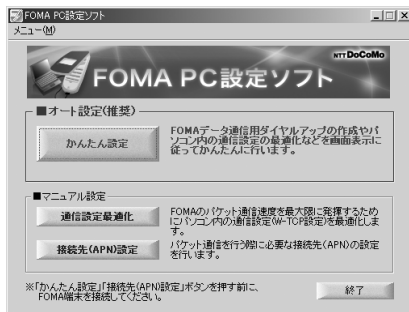 FOMA PC設定ソフト
メニュー(M)
NTT DoCoMo
FOMA PC設定ソフト
■オート設定(推奨)
かんたん設定
FOMAデータ通信用ダイヤルアップの作成やパ
ソコン内の通信設定の最適化などを画面表示に
従ってかんたんに行います。
■マニュアル設定
通信設定最適化
FOMAのパケット通信速度を最大限に発揮するため
にパソコン内の通信設定(W-TCP設定)を最適化しま
す。
接続先(APN)設定
パケット通信を行う際に必要な接続先(APN)の設定
を行います。
※「かんたん設定」「接続先(APN)設定」ボタンを押す前に、
FOMA端末を接続してください。
終了